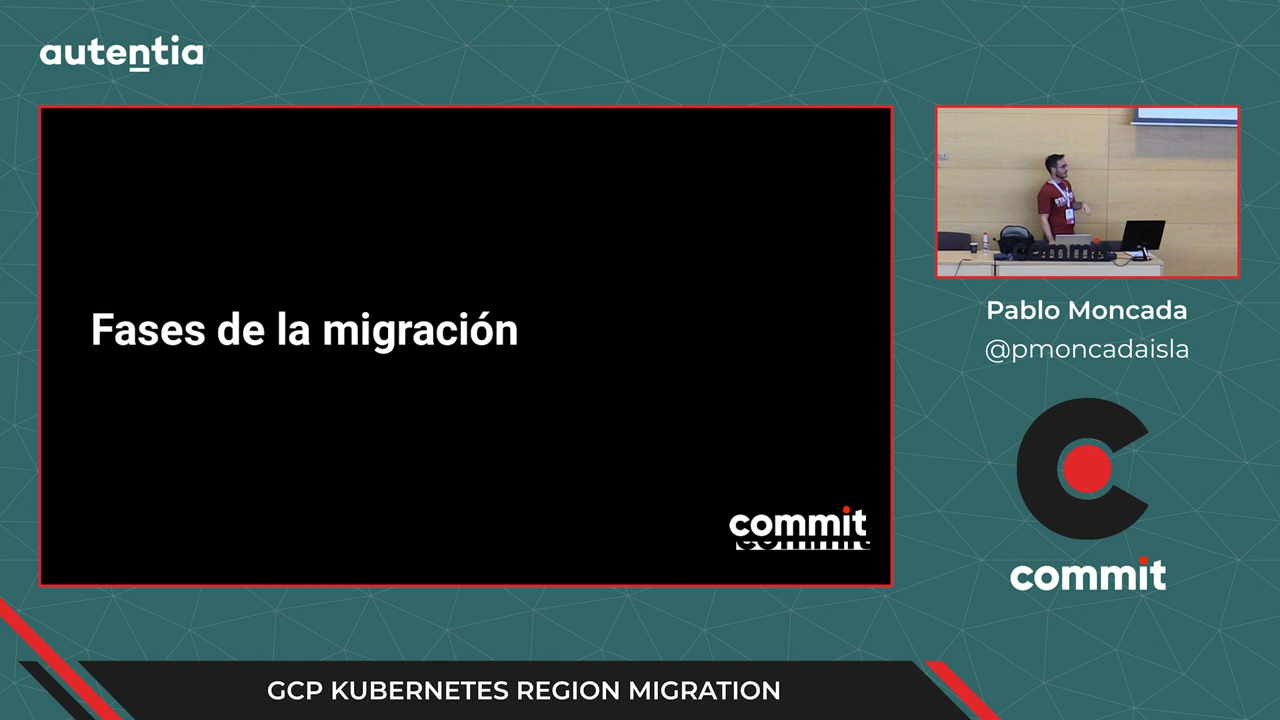 autentia
Fases de la migración
commit
Pablo Moncada
@pmoncadaisla
commit
GCP KUBERNETES REGION MIGRATION